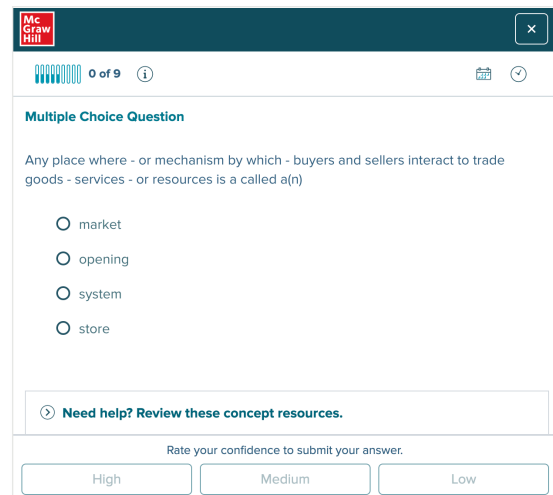 Mc
Graw
Hill
×
0 of 9
i
Multiple Choice Question
Any place where - or mechanism by which - buyers and sellers interact to trade
goods - services - or resources is a called a(n)
market
opening
system
store
Need help? Review these concept resources.
Rate your confidence to submit your answer.
High
Medium
Low